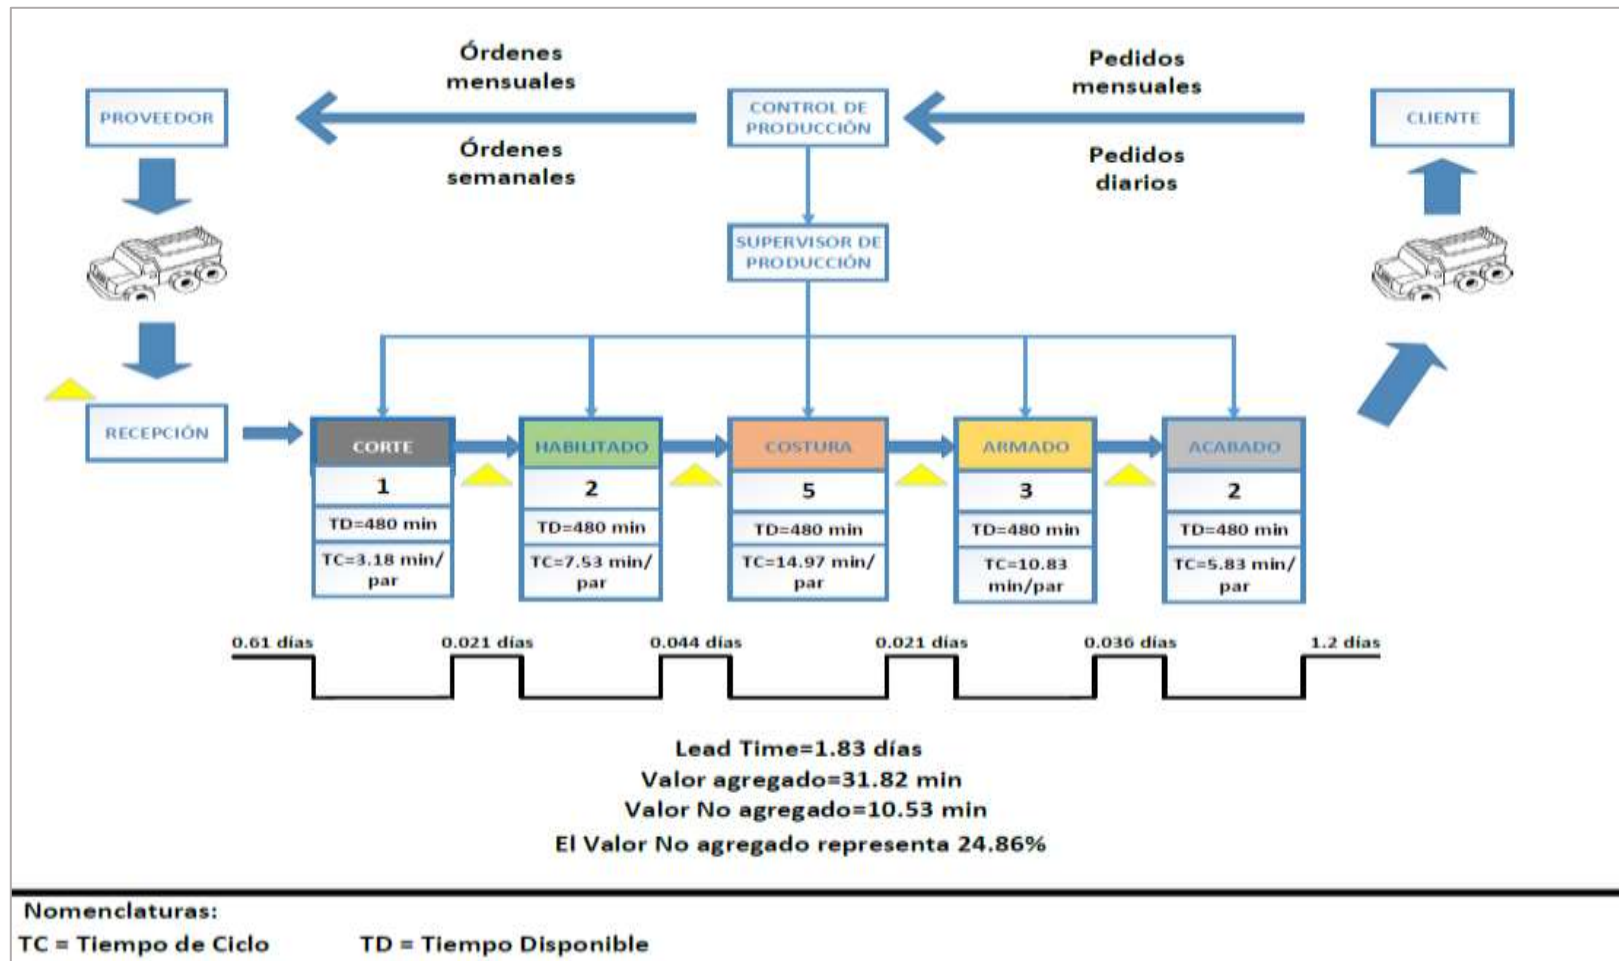 Órdenes
mensuales
Pedidos
mensuales
PROVEEDOR
CONTROL DE
PRODUCCIÓN
CLIENTE
Órdenes
semanales
Pedidos
diarios
SUPERVISOR DE
PRODUCCIÓN
RECEPCIÓN
CORTE
1
TD=480 min
TC=3.18 min/
par
HABILITADO
2
TD=480 min
TC=7.53 min/
par
COSTURA
5
TD=480 min
TC=14.97 min/
par
ARMADO
3
TD=480 min
TC=10.83
min/par
ACABADO
2
TD=480 min
TC=5.83 min/
par
0.61 días
0.021 días
0.044 días
0.021 días
0.036 días
1.2 días
Lead Time=1.83 días
Valor agregado=31.82 min
Valor No agregado=10.53 min
El Valor No agregado representa 24.86%
Nomenclaturas:
TC = Tiempo de Ciclo TD = Tiempo Disponible